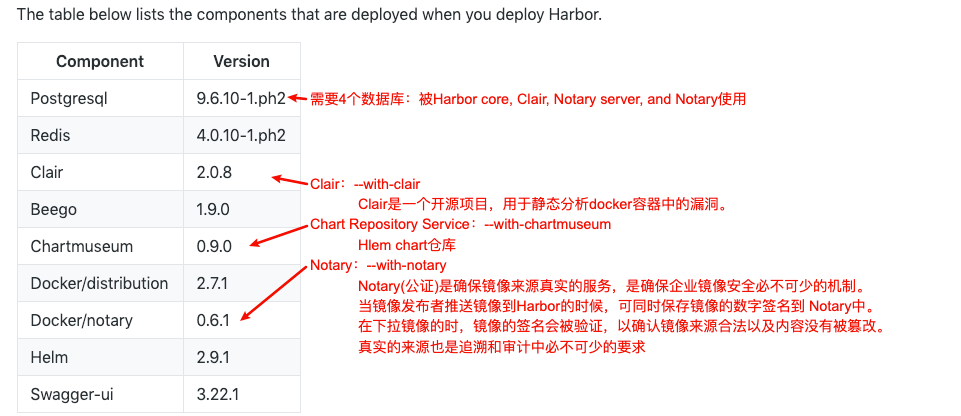 The table below lists the components that are deployed when you deploy Harbor.
Component Version
Postgresql 9.6.10-1.ph2 需要4个数据库：被Harbor core, Clair, Notary server, and Notary使用
Redis 4.0.10-1.ph2
Clair 2.0.8
Clair：--with-clair
Clair是一个开源项目，用于静态分析docker容器中的漏洞。
Beego 1.9.0
Chart Repository Service：--with-chartmuseum
Chartmuseum 0.9.0 Hlem chart仓库
Notary：--with-notary
Docker/distribution 2.7.1 Notary(公证)是确保镜像来源真实的服务，是确保企业镜像安全必不可少的机制。
当镜像发布者推送镜像到Harbor的时候，可同时保存镜像的数字签名到 Notary中。
Docker/notary 0.6.1
在下拉镜像的时，镜像的签名会被验证，以确认镜像来源合法以及内容没有被篡改。
真实的来源也是追溯和审计中必不可少的要求
Helm 2.9.1
Swagger-ui 3.22.1